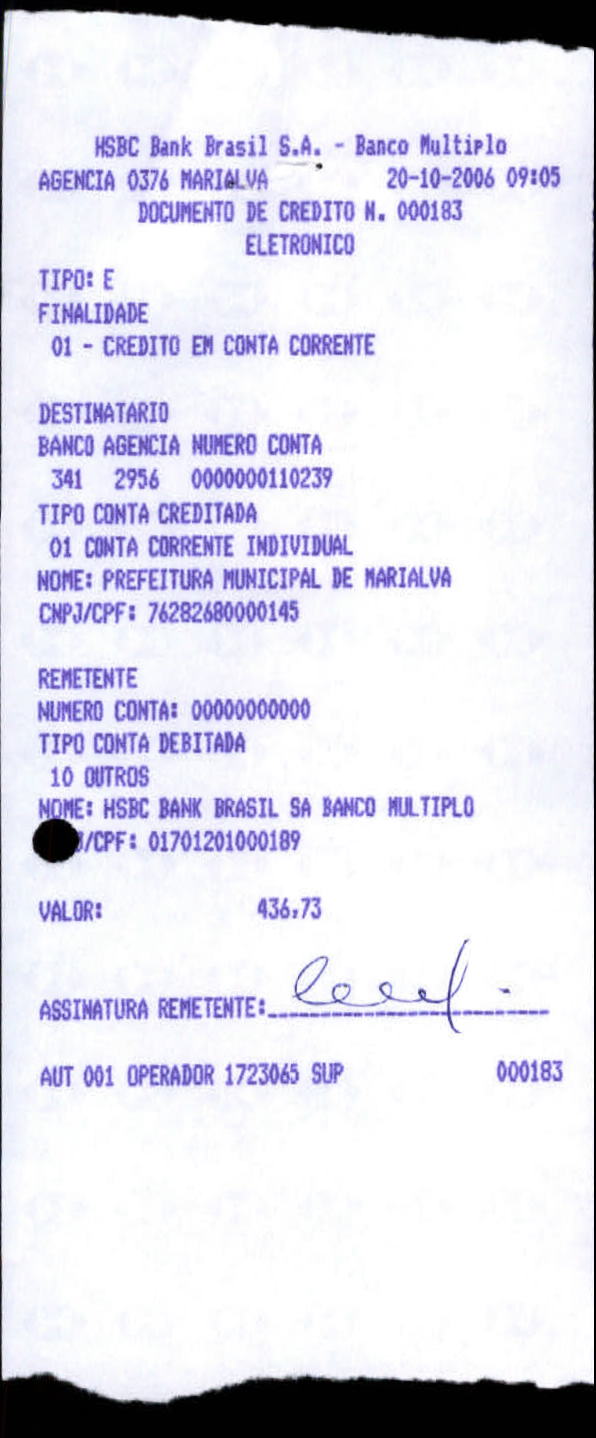 HSBC Bank Brasil S.A. - Banco Multiplo
AGENCIA 0376 MARIALVA 20-10-2006 09:05
DOCUMENTO DE CREDITO N. 000183
ELETRONICO
TIPO: E
FINALIDADE
01 - CREDITO EM CONTA CORRENTE
DESTINATARIO
BANCO AGENCIA NUMERO CONTA
341 2956 0000000110239
TIPO CONTA CREDITADA
01 CONTA CORRENTE INDIVIDUAL
NOME: PREFEITURA MUNICIPAL DE MARIALVA
CNPJ/CPF: 76282680000145
REMETENTE
NUMERO CONTA: 00000000000
TIPO CONTA DEBITADA
10 OUTROS
NOME: HSBC BANK BRASIL SA BANCO MULTIPLO
/CPF: 01701201000189
VALOR: 436,73
ASSINATURA REMETENTE:
AUT 001 OPERADOR 1723065 SUP 000183